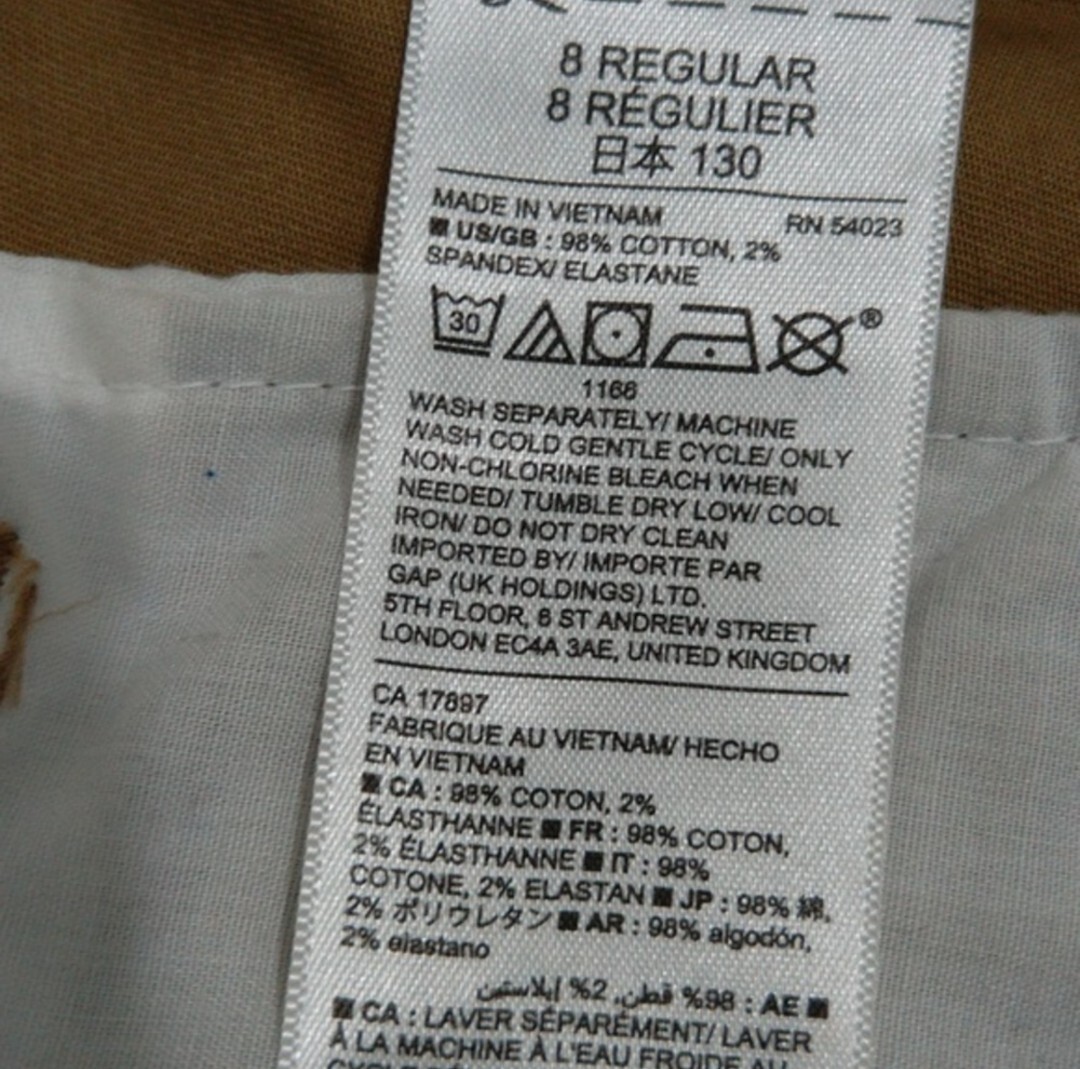 8 REGULAR
8 RÉGULIER
日本 130
MADE IN VIETNAM
RN 54023
■ US/GB : 98% COTTON, 2%
SPANDEX/ ELASTANE
30
®
1166
WASH SEPARATELY/ MACHINE
WASH COLD GENTLE CYCLE/ ONLY
NON-CHLORINE BLEACH WHEN
NEEDED/ TUMBLE DRY LOW/ COOL
IRON/ DO NOT DRY CLEAN
IMPORTED BY/ IMPORTE PAR
GAP (UK HOLDINGS) LTD.
5TH FLOOR, 6 ST ANDREW STREET
LONDON EC4A 3AE, UNITED KINGDOM
CA 17897
FABRIQUE AU VIETNAM/ HECHO
EN VIETNAM
■ CA : 98% COTON, 2%
ÉLASTHANNE ■ FR : 98% COTON,
2% ÉLASTHANNE ■ IT : 98%
COTONE, 2% ELASTAN ■ JP : 98% 綿,
2% ポリウレタン ■ AR : 98% algodón,
2% elastano
■ AE : 98% قطن, 2% إيلاستين
■ CA : LAVER SÉPARÉMENT/ LAVER
À LA MACHINE À L'EAU FROIDE AU